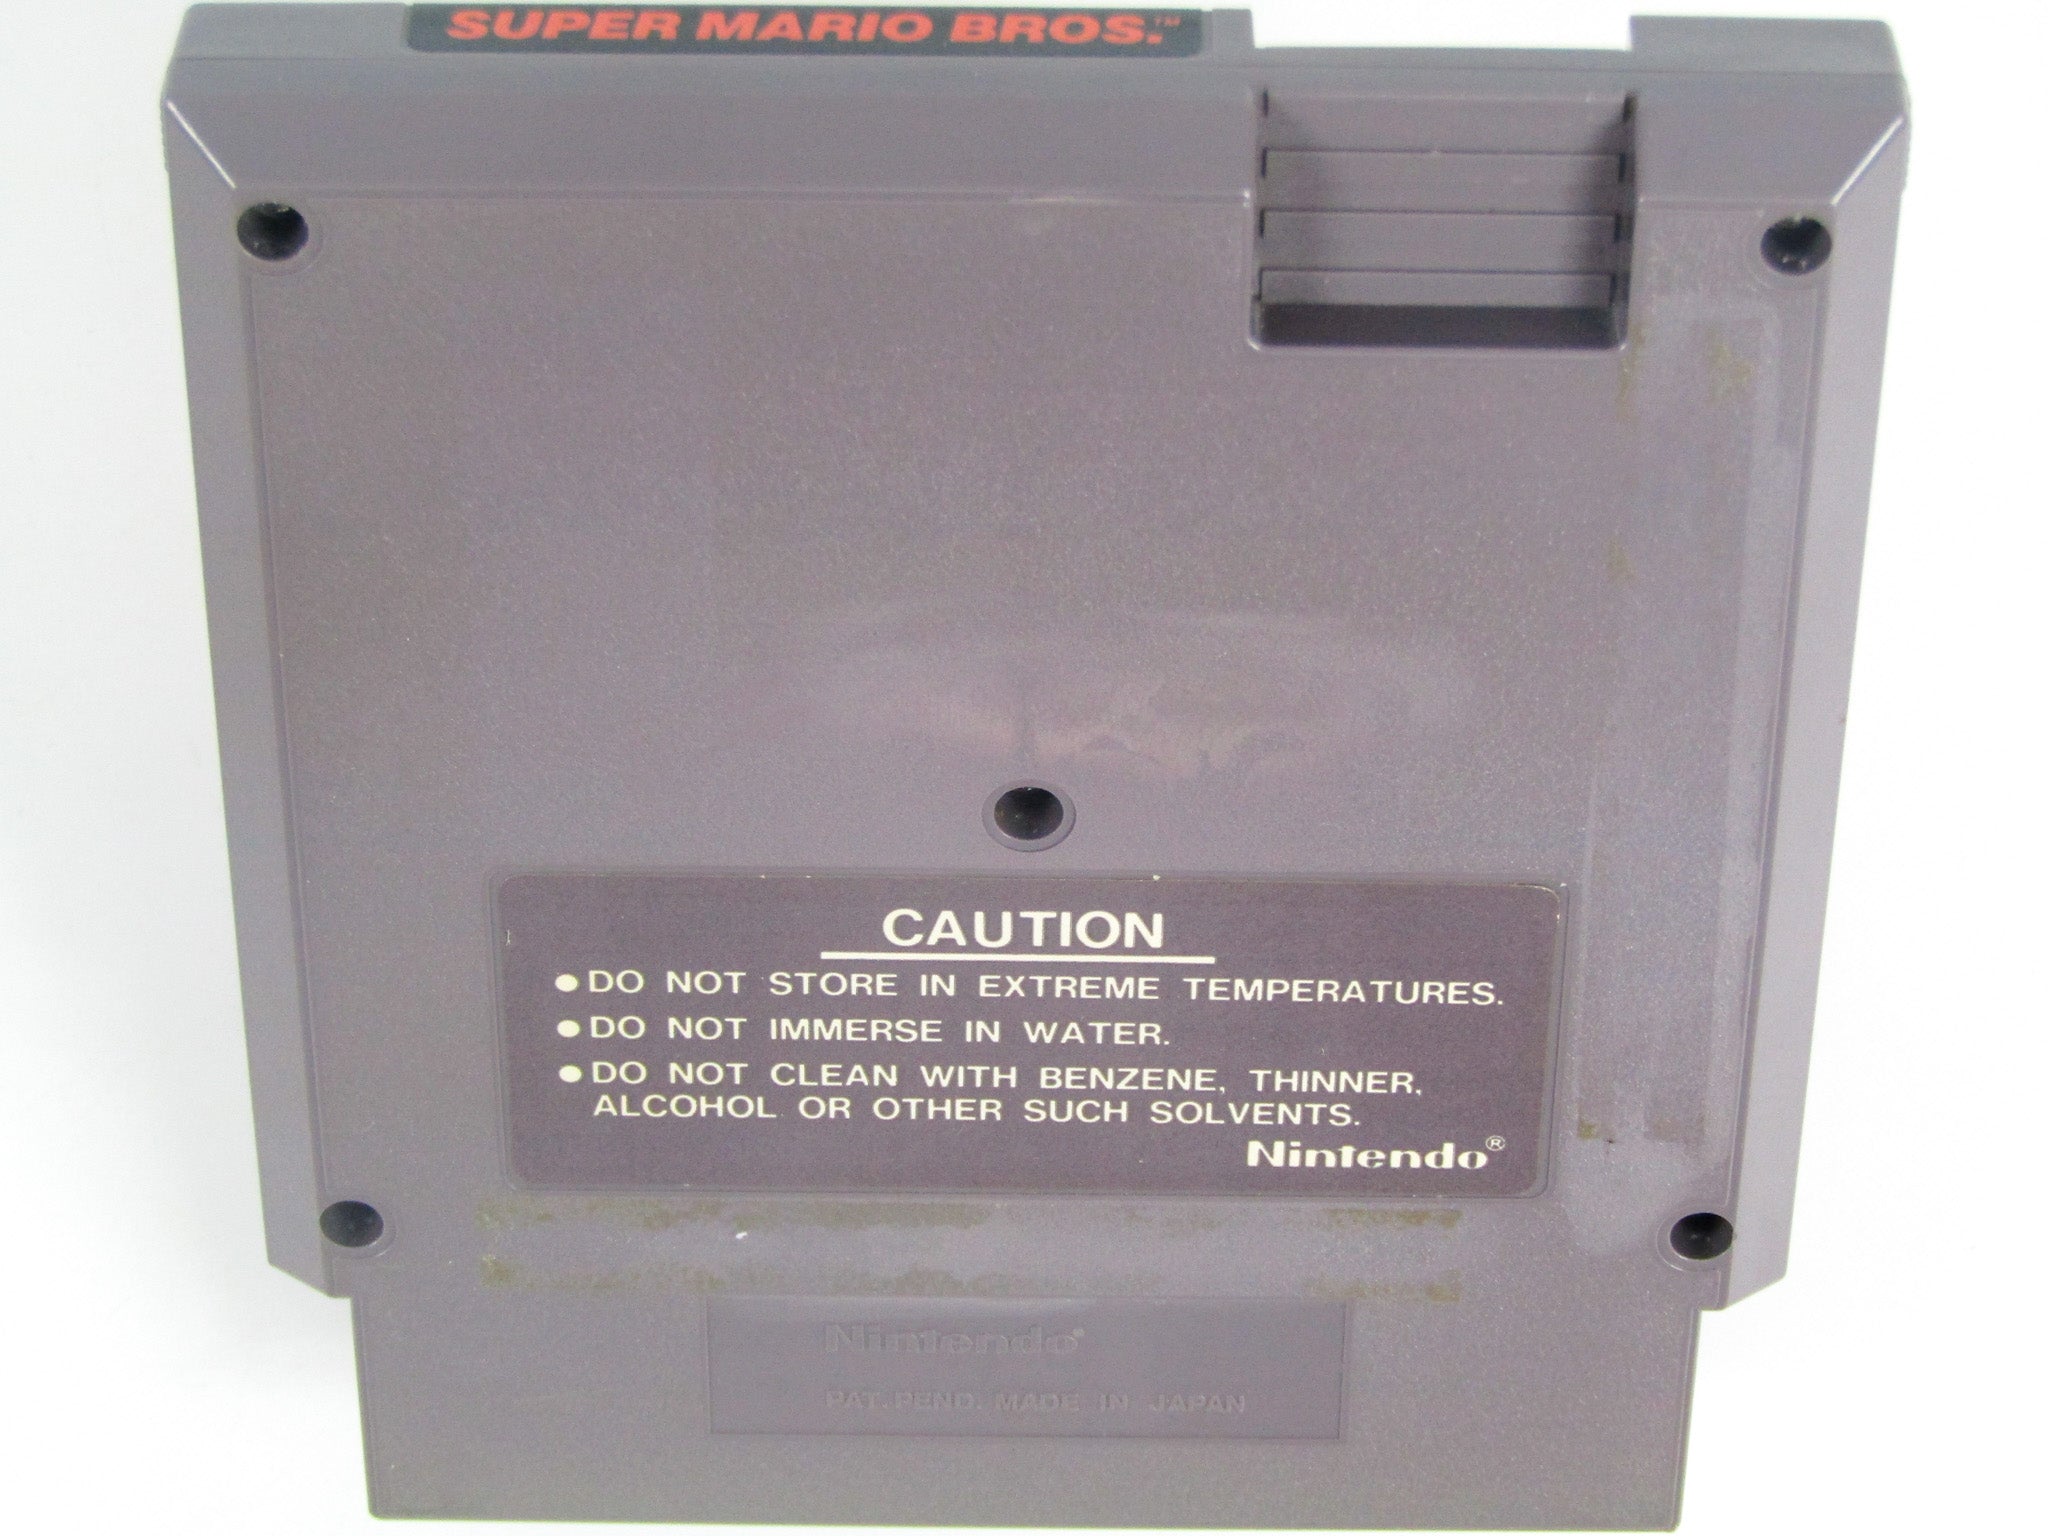 SUPER MARIO BROS.™
CAUTION
●DO NOT STORE IN EXTREME TEMPERATURES.
●DO NOT IMMERSE IN WATER.
●DO NOT CLEAN WITH BENZENE, THINNER,
ALCOHOL OR OTHER SUCH SOLVENTS.
Nintendo®
Nintendo®
PAT. PEND. MADE IN JAPAN